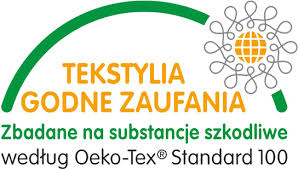 TEKSTYLIA
GODNE ZAUFANIA
Zbadane na substancje szkodliwe
według Oeko-Tex® Standard 100